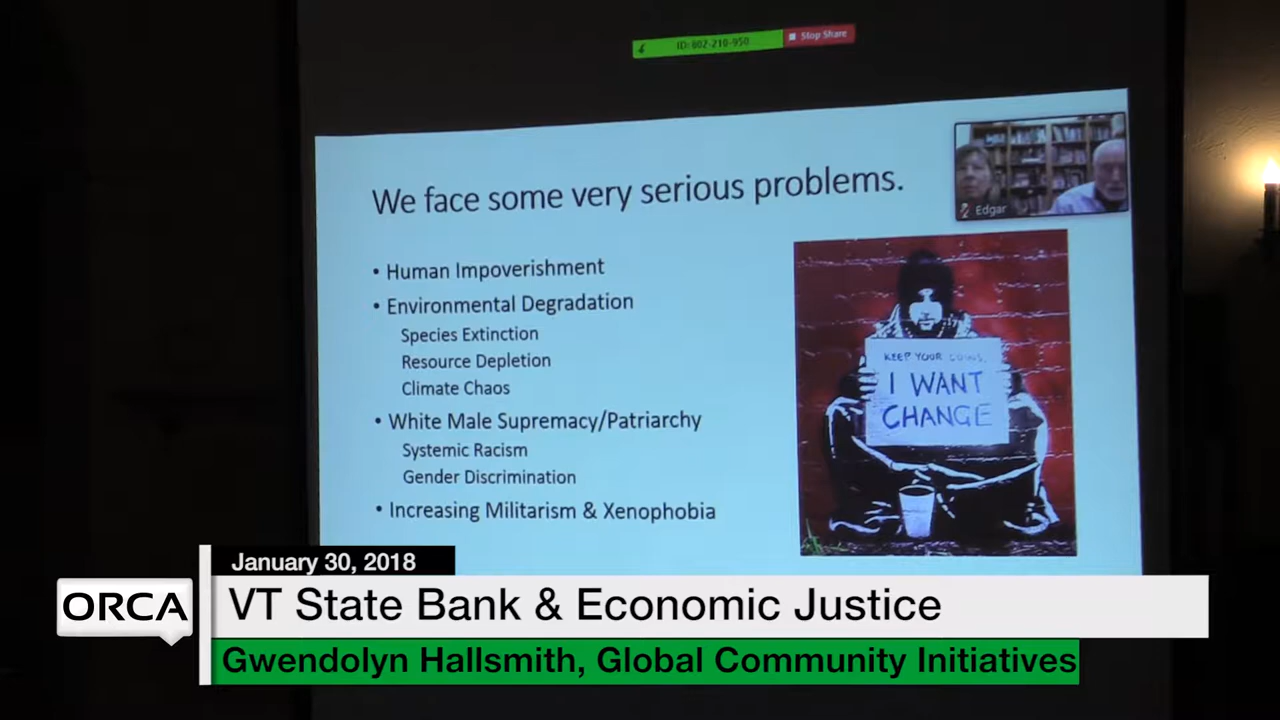 ID: 802-210-950
Stop Share
We face some very serious problems.
Edgar
• Human Impoverishment
• Environmental Degradation
Species Extinction
Resource Depletion
Climate Chaos
• White Male Supremacy/Patriarchy
Systemic Racism
Gender Discrimination
• Increasing Militarism & Xenophobia
KEEP YOUR COINS,
I WANT
CHANGE
January 30, 2018
ORCA
VT State Bank & Economic Justice
Gwendolyn Hallsmith, Global Community Initiatives